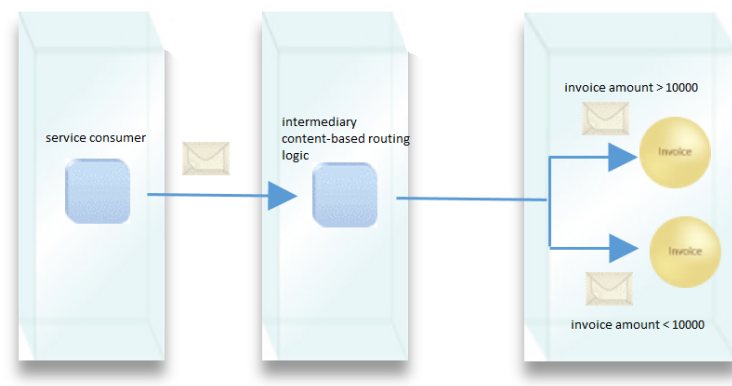 invoice amount > 10000
service consumer
intermediary
content-based routing
logic
Invoice
Invoice
invoice amount < 10000